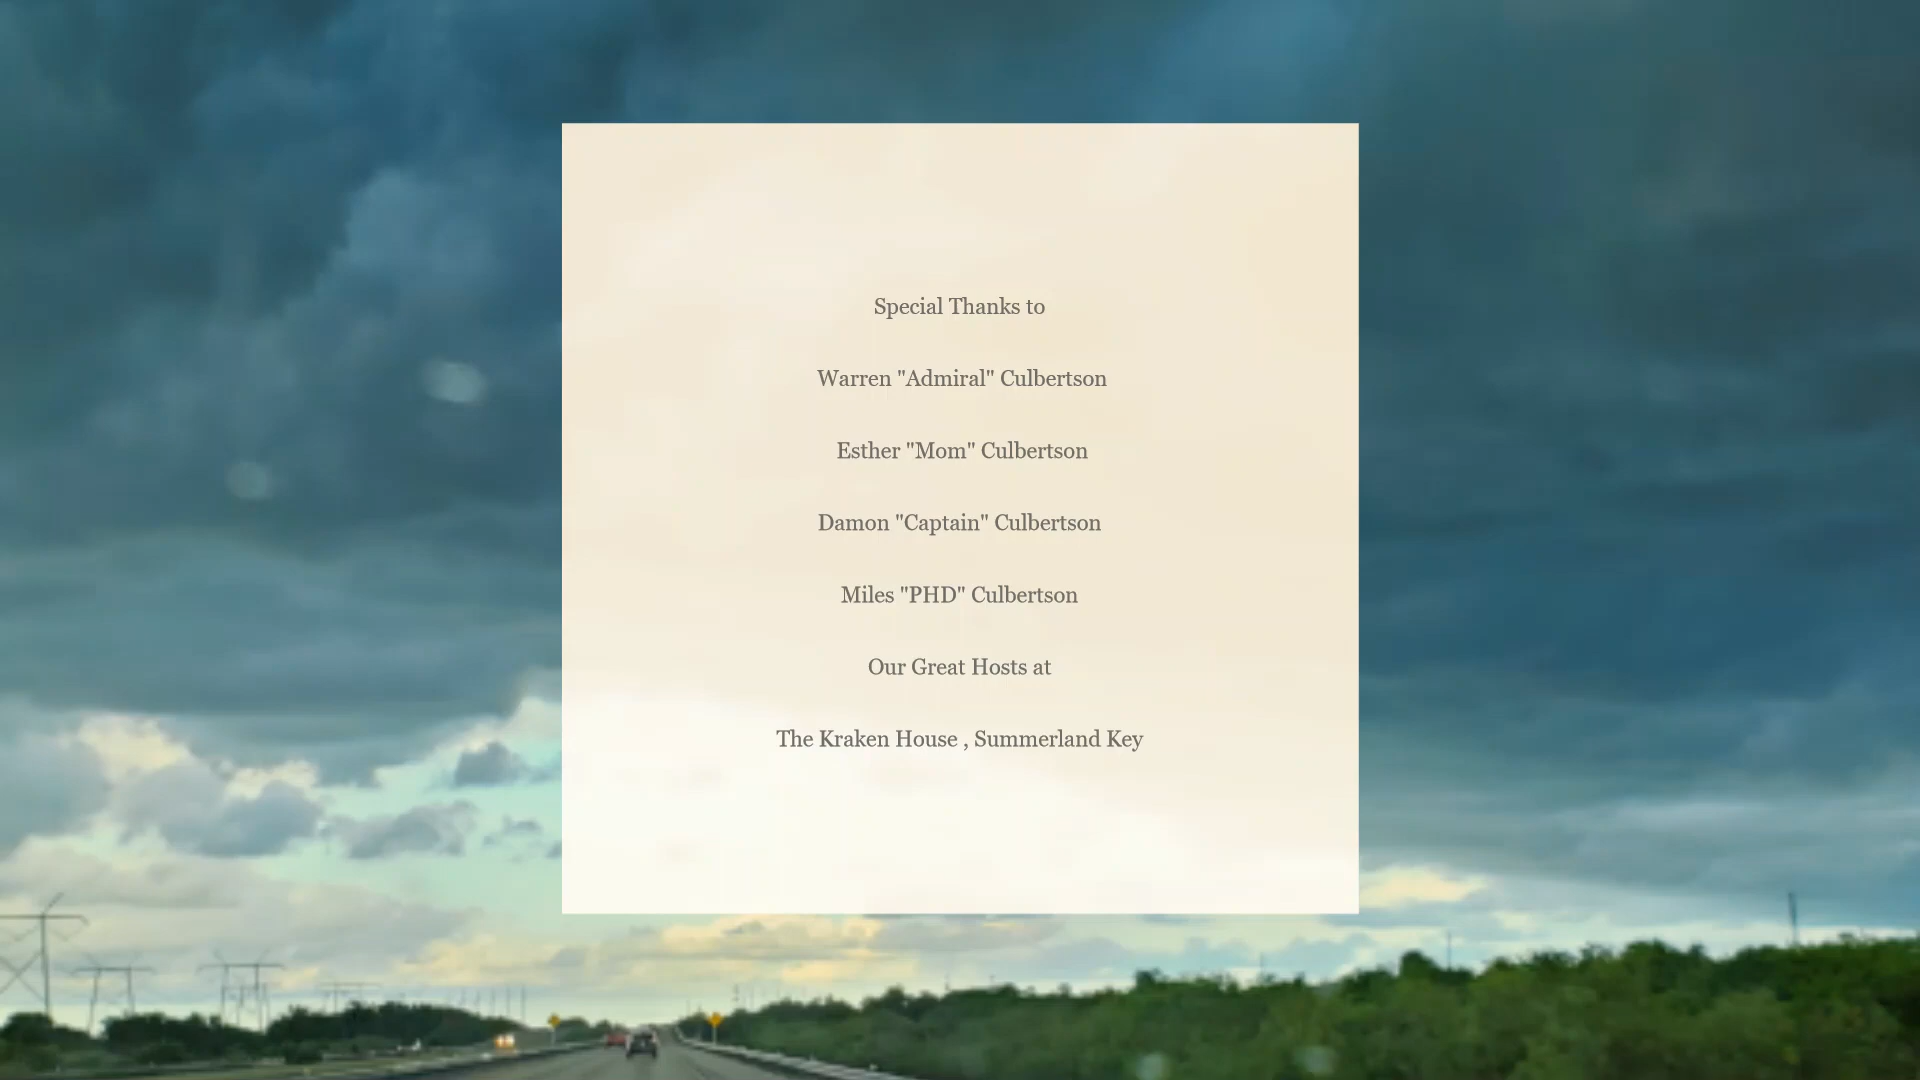 Special Thanks to
Warren "Admiral" Culbertson
Esther "Mom" Culbertson
Damon "Captain" Culbertson
Miles "PHD" Culbertson
Our Great Hosts at
The Kraken House , Summerland Key